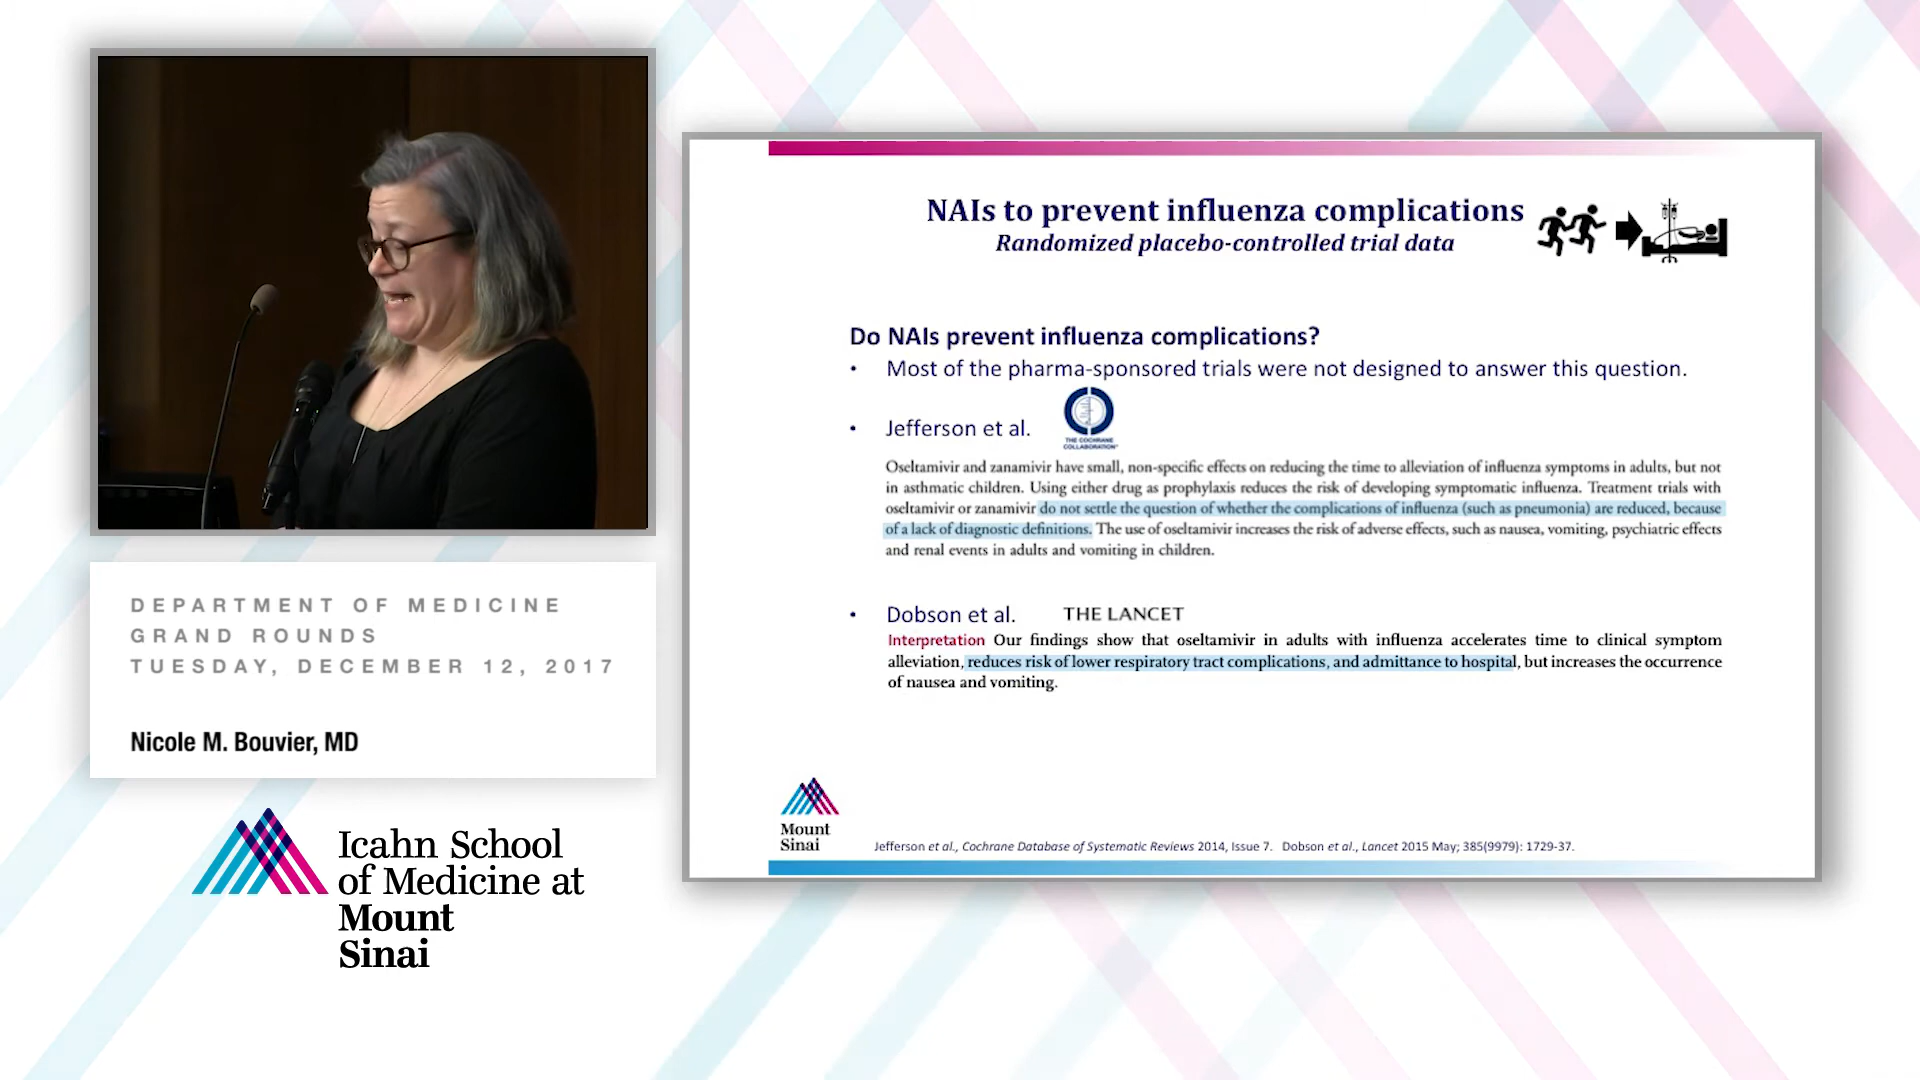 DEPARTMENT OF MEDICINE
GRAND ROUNDS
TUESDAY, DECEMBER 12, 2017
Nicole M. Bouvier, MD
Icahn School
of Medicine at
Mount
Sinai
NAIs to prevent influenza complications
Randomized placebo-controlled trial data
Do NAIs prevent influenza complications?
• Most of the pharma-sponsored trials were not designed to answer this question.
• Jefferson et al.
THE COCHRANE
COLLABORATION®
Oseltamivir and zanamivir have small, non-specific effects on reducing the time to alleviation of influenza symptoms in adults, but not
in asthmatic children. Using either drug as prophylaxis reduces the risk of developing symptomatic influenza. Treatment trials with
oseltamivir or zanamivir do not settle the question of whether the complications of influenza (such as pneumonia) are reduced, because
of a lack of diagnostic definitions. The use of oseltamivir increases the risk of adverse effects, such as nausea, vomiting, psychiatric effects
and renal events in adults and vomiting in children.
• Dobson et al. THE LANCET
Interpretation Our findings show that oseltamivir in adults with influenza accelerates time to clinical symptom
alleviation, reduces risk of lower respiratory tract complications, and admittance to hospital, but increases the occurrence
of nausea and vomiting.
Mount
Sinai
Jefferson et al., Cochrane Database of Systematic Reviews 2014, Issue 7. Dobson et al., Lancet 2015 May; 385(9979): 1729-37.